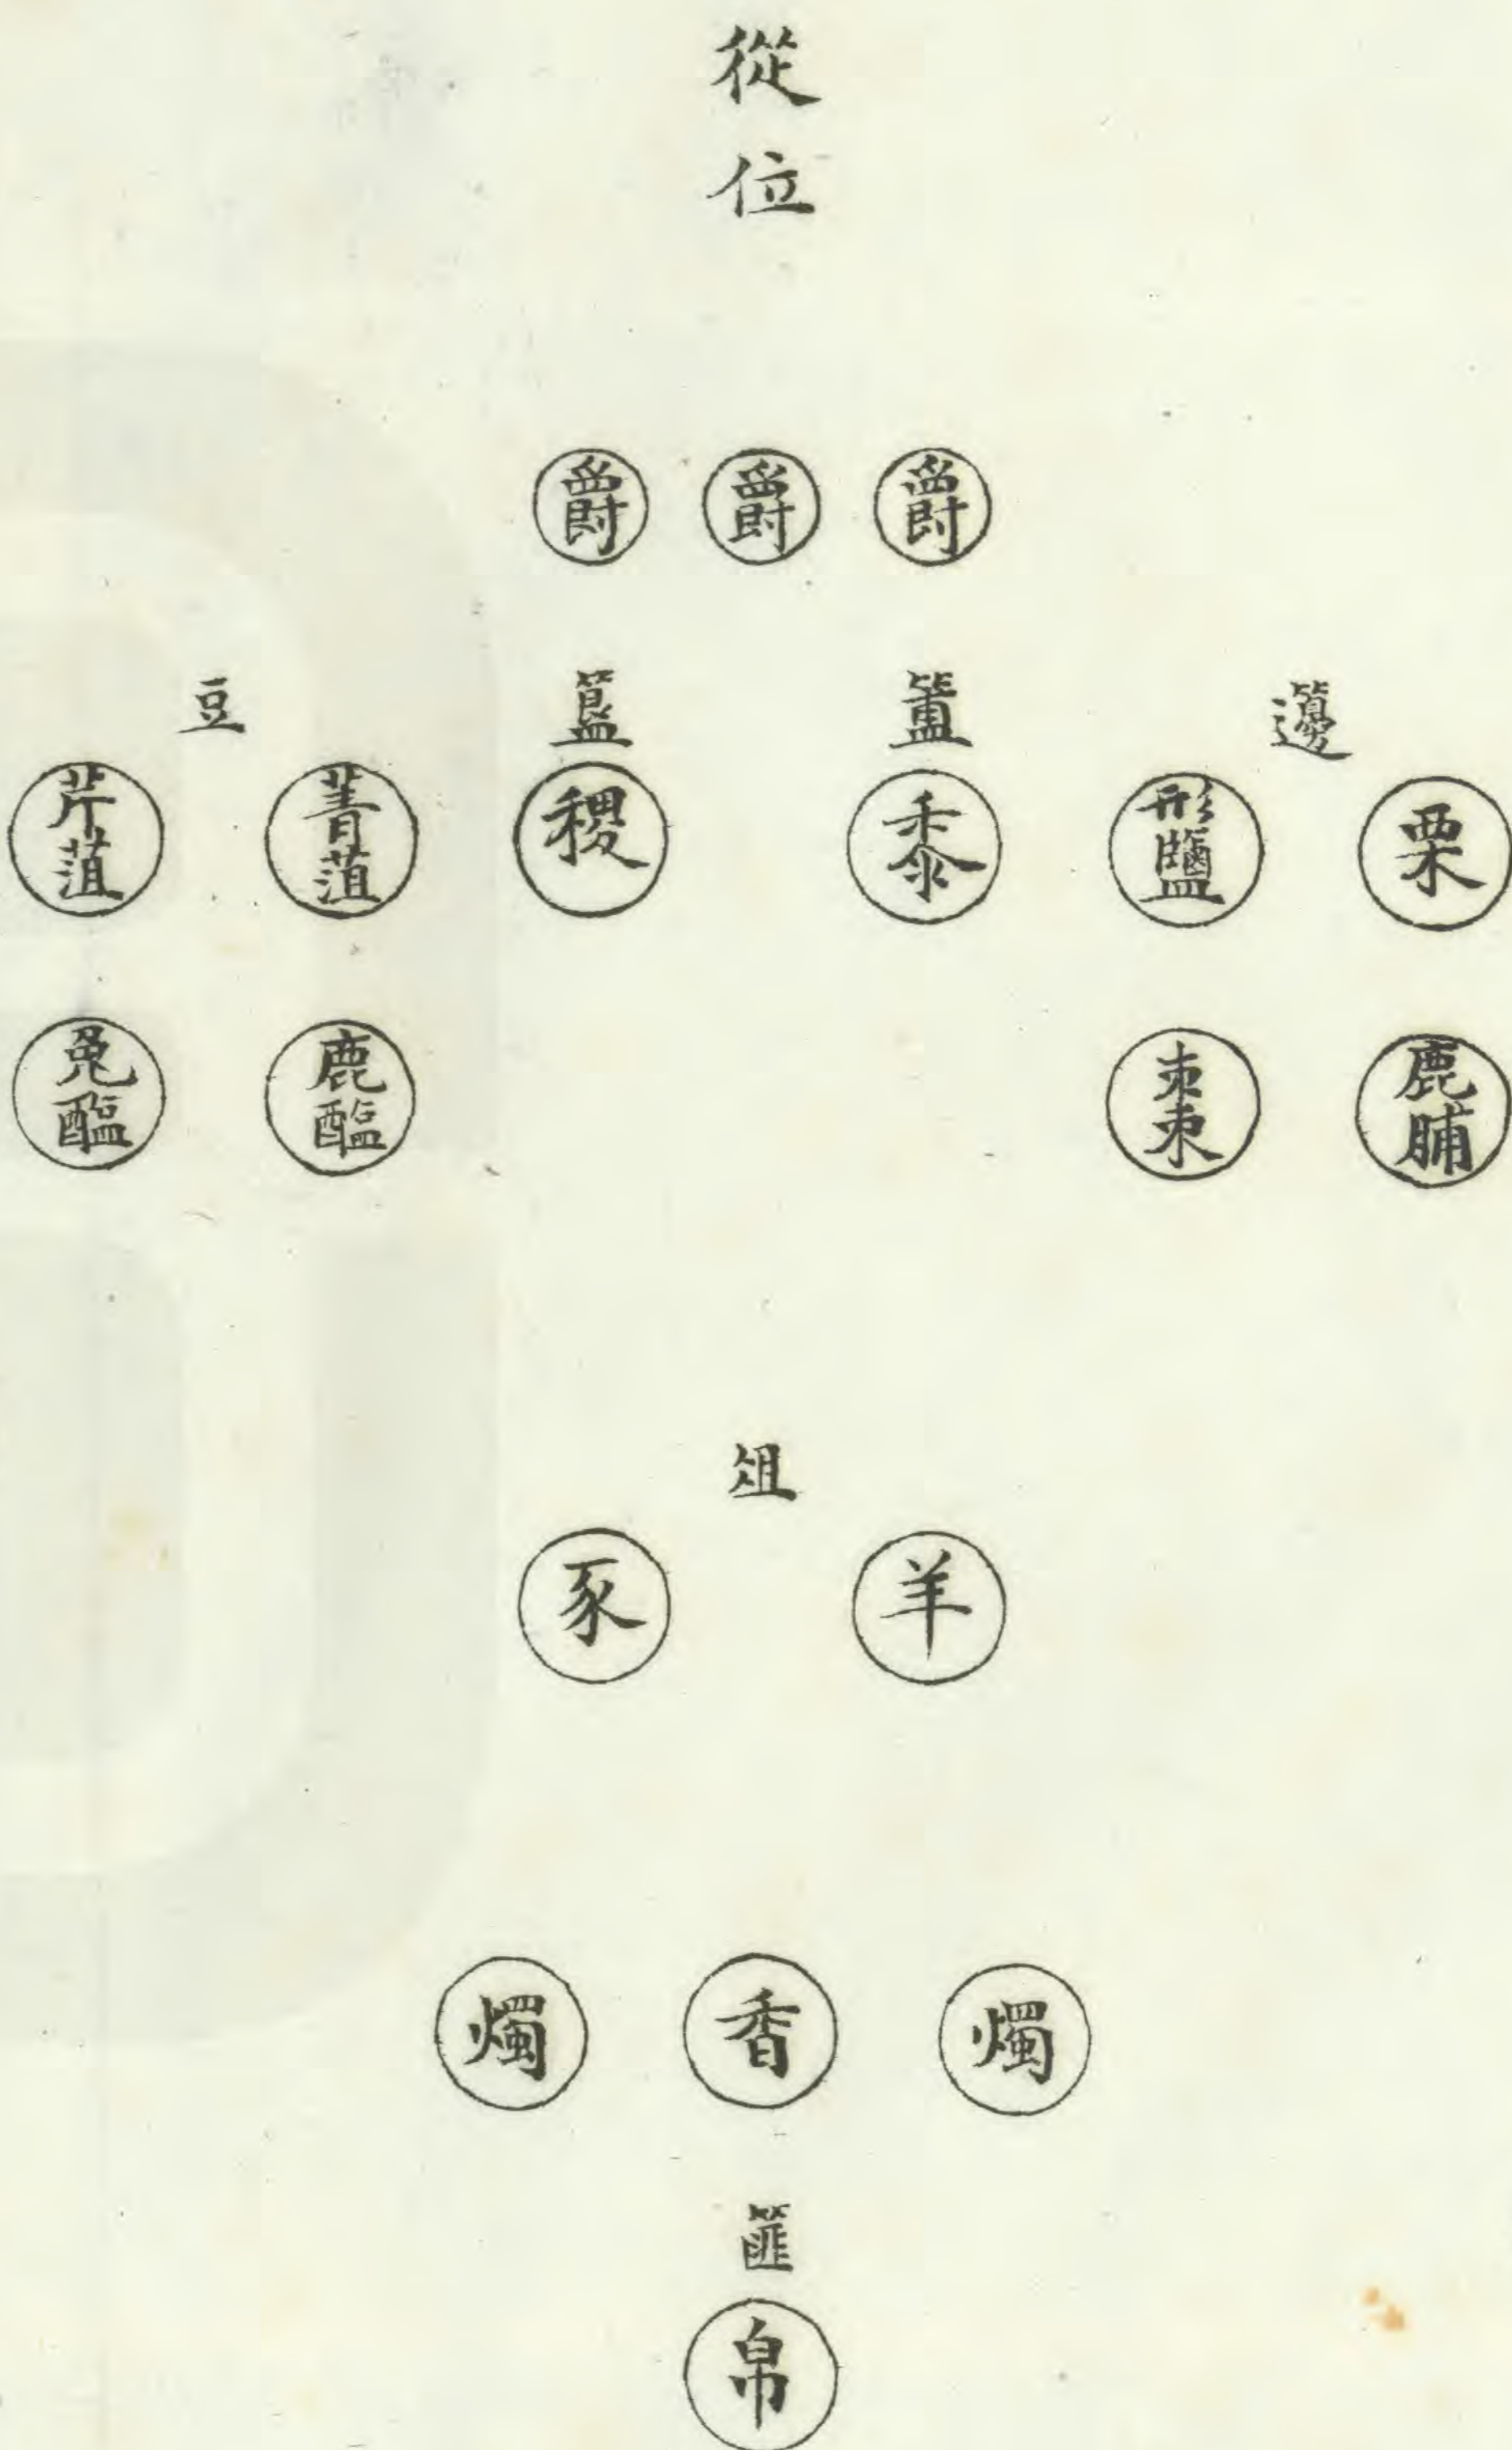 從位
爵 爵 爵
籩 簠 簋 豆
栗 形鹽 黍 稷 菁菹 芹菹
鹿脯 棗 鹿醢 兔醢
俎
羊 豕
燭 香 燭
篚
帛